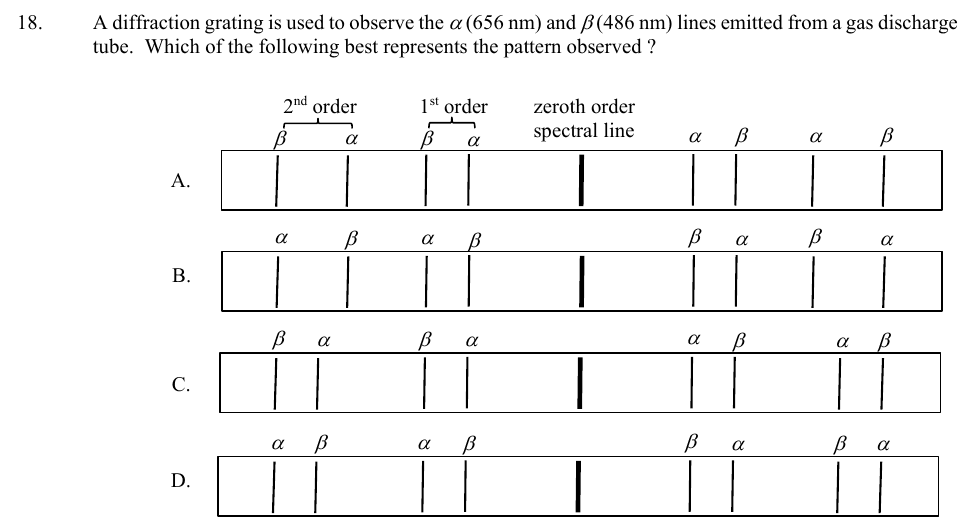 18. A diffraction grating is used to observe the α (656 nm) and β (486 nm) lines emitted from a gas discharge
tube. Which of the following best represents the pattern observed ?
2nd order 1st order zeroth order
spectral line
β α β α α β α β
A.
α β α β β α β α
B.
β α β α α β α β
C.
α β α β β α β α
D.